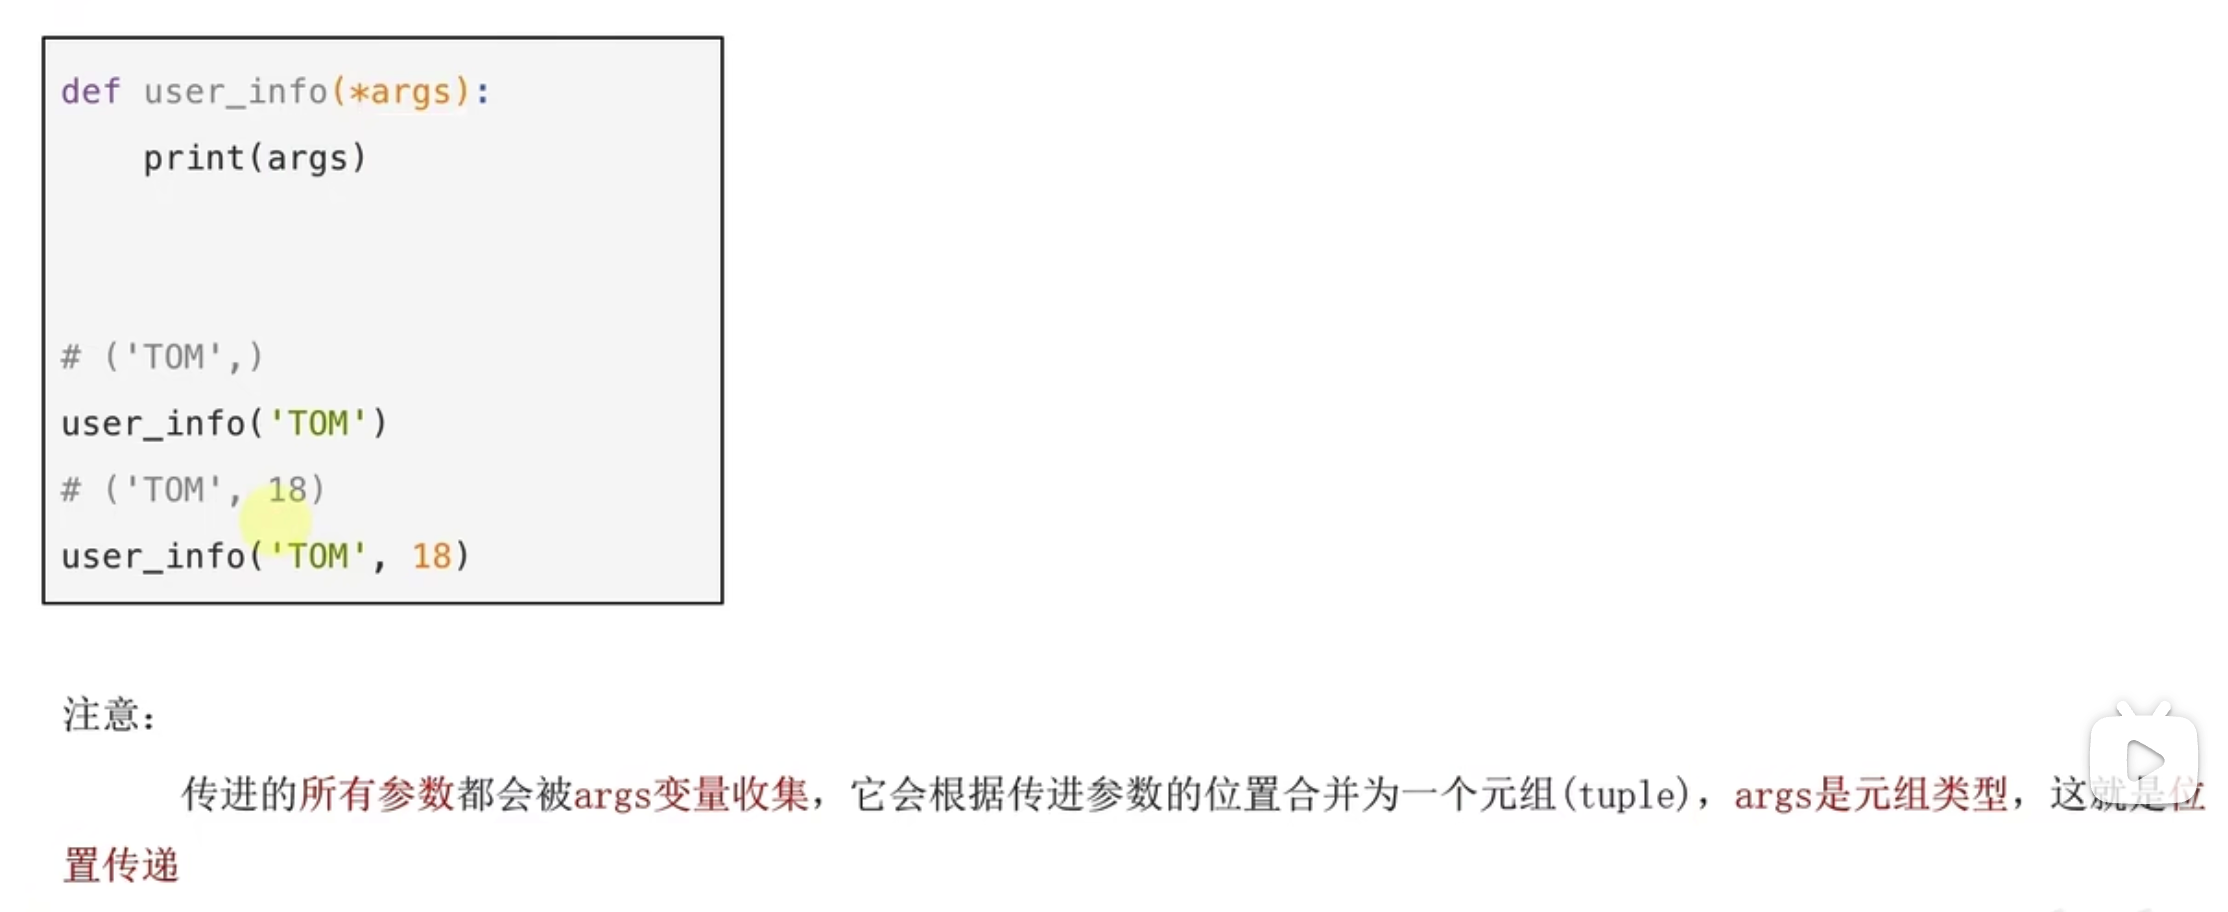 def user_info(*args):
print(args)
# ('TOM',)
user_info('TOM')
# ('TOM', 18)
user_info('TOM', 18)
注意：
传进的所有参数都会被args变量收集，它会根据传进参数的位置合并为一个元组(tuple)，args是元组类型，这就是位
置传递